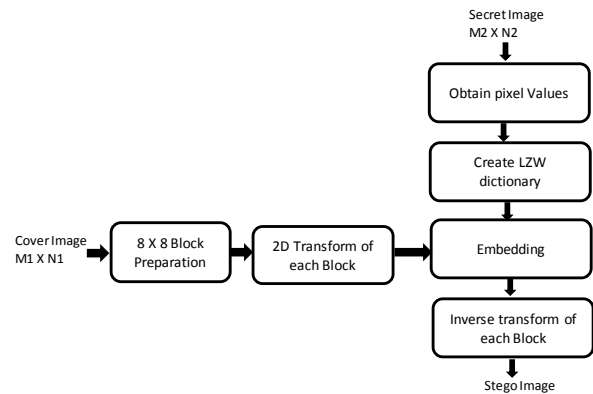 Secret Image
M2 X N2
Obtain pixel Values
Create LZW
dictionary
Cover Image
M1 X N1
8 X 8 Block
Preparation
2D Transform of
each Block
Embedding
Inverse transform of
each Block
Stego Image